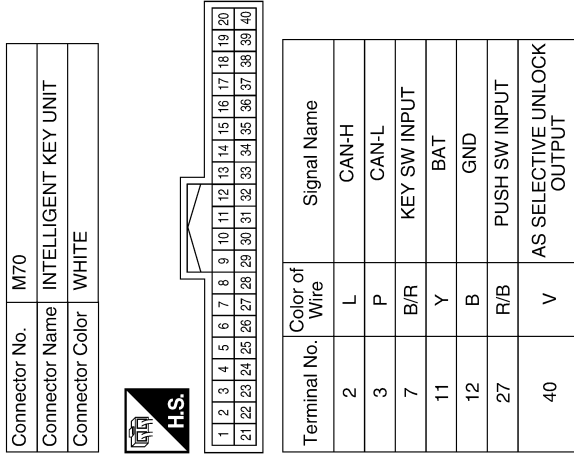 Connector No. M70
Connector Name INTELLIGENT KEY UNIT
Connector Color WHITE
H.S.
1 2 3 4 5 6 7 8 9 10 11 12 13 14 15 16 17 18 19 20
21 22 23 24 25 26 27 28 29 30 31 32 33 34 35 36 37 38 39 40
Terminal No. Color of Wire Signal Name
2 L CAN-H
3 P CAN-L
7 B/R KEY SW INPUT
11 Y BAT
12 B GND
27 R/B PUSH SW INPUT
40 V AS SELECTIVE UNLOCK
OUTPUT